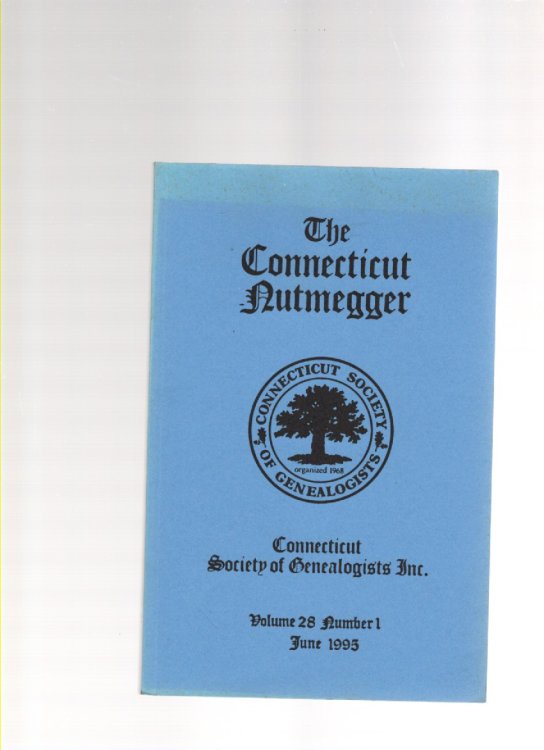 The
Connecticut
Nutmegger
CONNECTICUT SOCIETY
OF GENEALOGISTS
organized 1968
Connecticut
Society of Genealogists Inc.
Volume 28 Number 1
June 1995